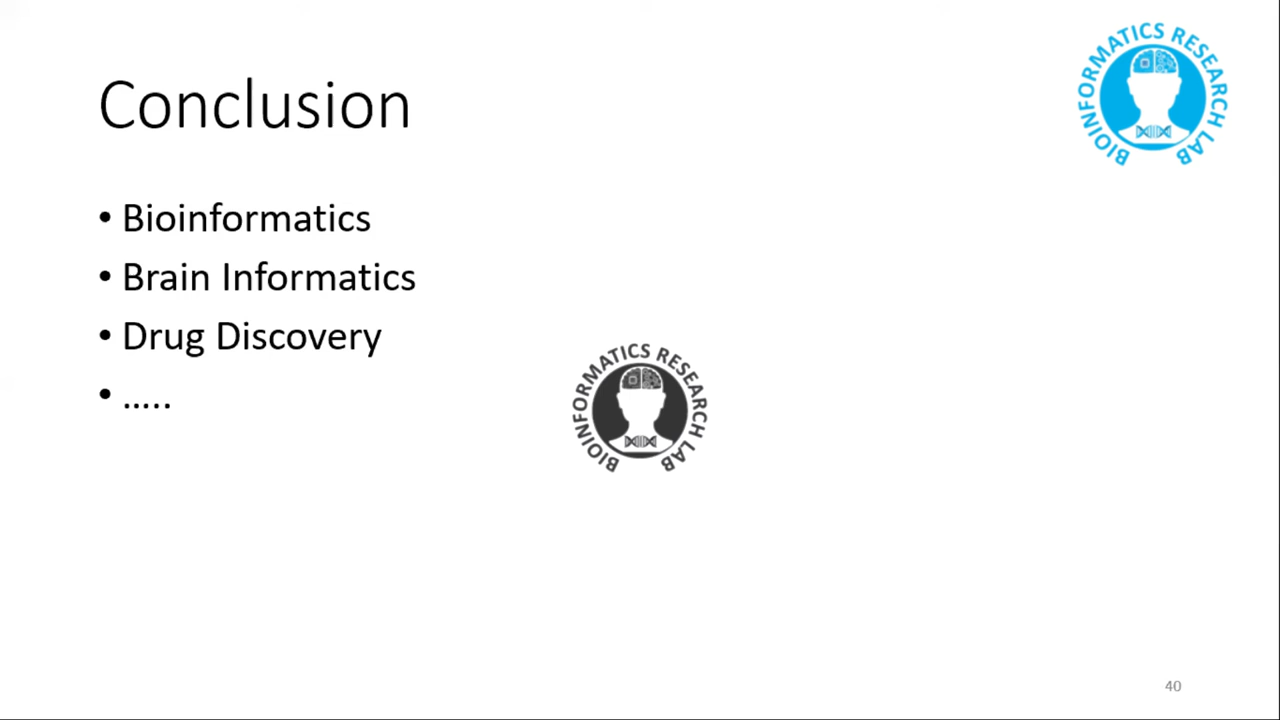 BIOINFORMATICS RESEARCH LAB
Conclusion
• Bioinformatics
• Brain Informatics
• Drug Discovery
• .....
BIOINFORMATICS RESEARCH LAB
40